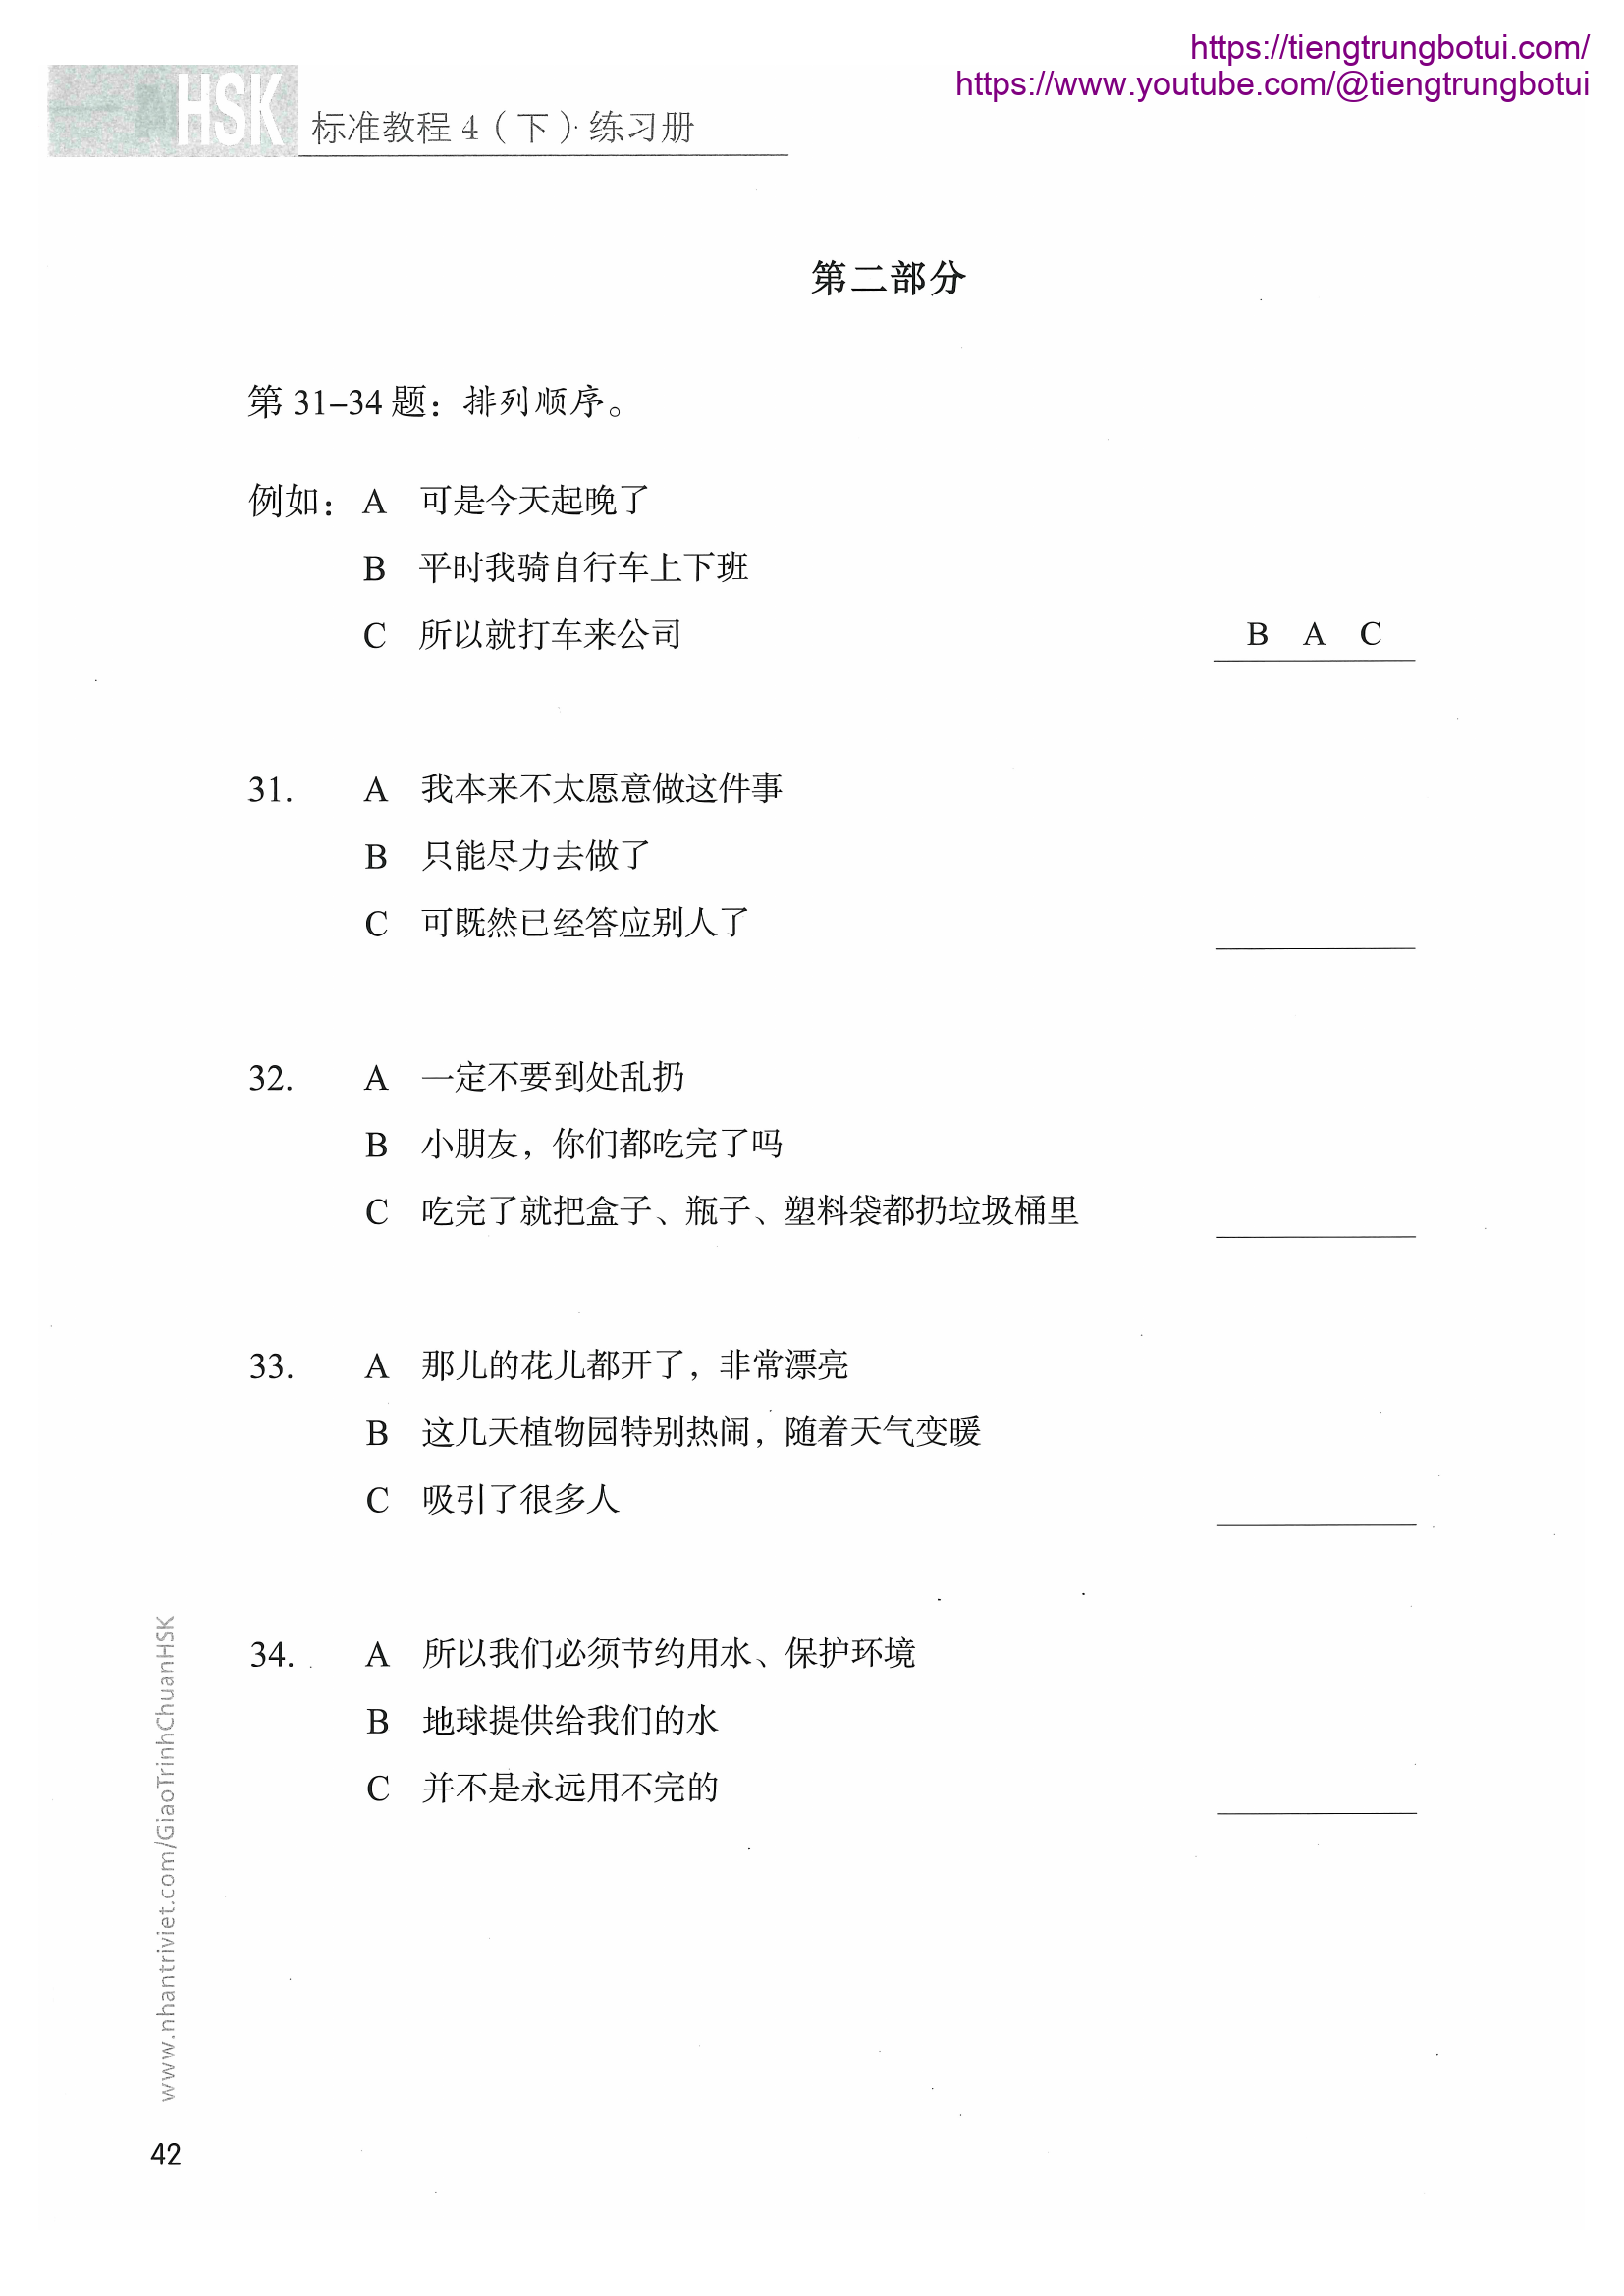 https://tiengtrungbotui.com/
https://www.youtube.com/@tiengtrungbotui
HSK 标准教程 4（下）·练习册
第二部分
第 31–34 题：排列顺序。
例如： A 可是今天起晚了
B 平时我骑自行车上下班
C 所以就打车来公司 B A C
31. A 我本来不太愿意做这件事
B 只能尽力去做了
C 可既然已经答应别人了
32. A 一定不要到处乱扔
B 小朋友，你们都吃完了吗
C 吃完了就把盒子、瓶子、塑料袋都扔垃圾桶里
33. A 那儿的花儿都开了，非常漂亮
B 这几天植物园特别热闹，随着天气变暖
C 吸引了很多人
34. A 所以我们必须节约用水、保护环境
B 地球提供给我们的水
C 并不是永远用不完的
www.nhantriviet.com/GiaoTrinhChuanHSK
42